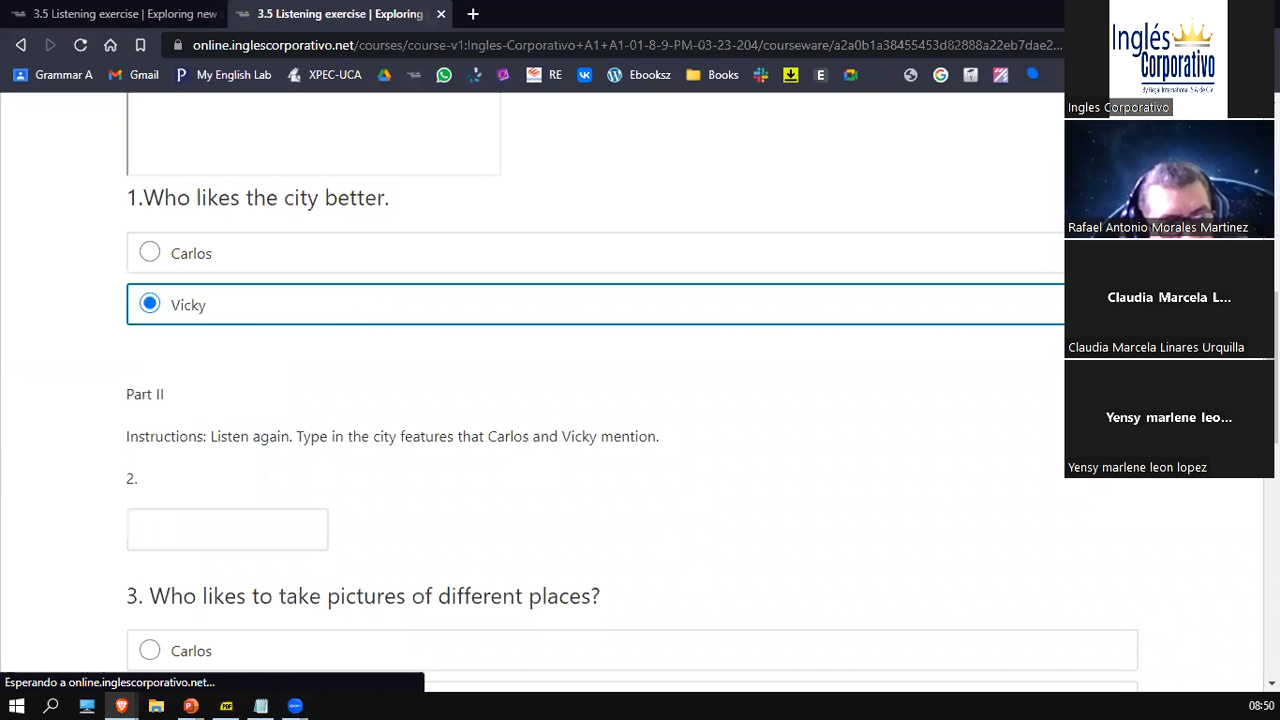 3.5 Listening exercise | Exploring new
3.5 Listening exercise | Exploring
online.inglescorporativo.net/courses/course-v1:Ingles-Corporativo+A1+A1-01-8-9-PM-03-23-204/courseware/a2a0b1a38455453d82888a22eb7dae2...
Grammar A
Gmail
My English Lab
XPEC-UCA
RE
Ebooksz
Books
E
Inglés
Corporativo
Ingles Corporativo
Rafael Antonio Morales Martinez
Claudia Marcela L...
Claudia Marcela Linares Urquilla
Yensy marlene leo...
Yensy marlene leon lopez
1.Who likes the city better.
Carlos
Vicky
Part II
Instructions: Listen again. Type in the city features that Carlos and Vicky mention.
2.
3. Who likes to take pictures of different places?
Carlos
Esperando a online.inglescorporativo.net...
08:50